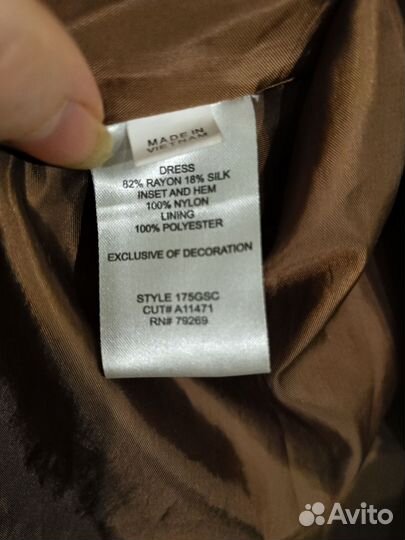 MADE IN
VIETNAM
DRESS
82% RAYON 18% SILK
INSET AND HEM
100% NYLON
LINING
100% POLYESTER
EXCLUSIVE OF DECORATION
STYLE 175GSC
CUT# A11471
RN# 79269
Avito